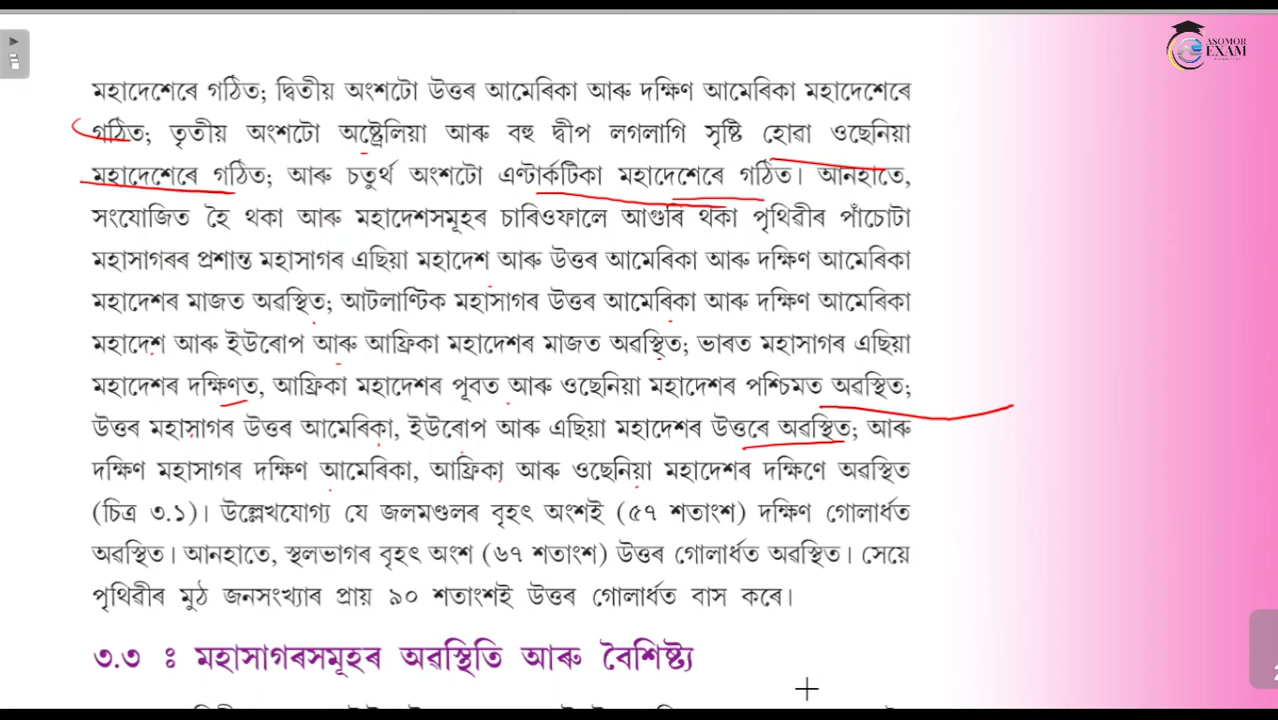 ASOMOR
EXAM
মহাদেশেৰে গঠিত; দ্বিতীয় অংশটো উত্তৰ আমেৰিকা আৰু দক্ষিণ আমেৰিকা মহাদেশেৰে
গঠিত; তৃতীয় অংশটো অষ্ট্ৰেলিয়া আৰু বহু দ্বীপ লগলাগি সৃষ্টি হোৱা ওছেনিয়া
মহাদেশেৰে গঠিত; আৰু চতুৰ্থ অংশটো এণ্টাৰ্কটিকা মহাদেশেৰে গঠিত। আনহাতে,
সংযোজিত হৈ থকা আৰু মহাদেশসমূহৰ চাৰিওফালে আগুৰি থকা পৃথিৱীৰ পাঁচোটা
মহাসাগৰৰ প্ৰশান্ত মহাসাগৰ এছিয়া মহাদেশ আৰু উত্তৰ আমেৰিকা আৰু দক্ষিণ আমেৰিকা
মহাদেশৰ মাজত অৱস্থিত; আটলাণ্টিক মহাসাগৰ উত্তৰ আমেৰিকা আৰু দক্ষিণ আমেৰিকা
মহাদেশ আৰু ইউৰোপ আৰু আফ্ৰিকা মহাদেশৰ মাজত অৱস্থিত; ভাৰত মহাসাগৰ এছিয়া
মহাদেশৰ দক্ষিণত, আফ্ৰিকা মহাদেশৰ পূবত আৰু ওছেনিয়া মহাদেশৰ পশ্চিমত অৱস্থিত;
উত্তৰ মহাসাগৰ উত্তৰ আমেৰিকা, ইউৰোপ আৰু এছিয়া মহাদেশৰ উত্তৰে অৱস্থিত; আৰু
দক্ষিণ মহাসাগৰ দক্ষিণ আমেৰিকা, আফ্ৰিকা আৰু ওছেনিয়া মহাদেশৰ দক্ষিণে অৱস্থিত
(চিত্ৰ ৩.১)। উল্লেখযোগ্য যে জলমণ্ডলৰ বৃহৎ অংশই (৫৭ শতাংশ) দক্ষিণ গোলাৰ্ধত
অৱস্থিত। আনহাতে, স্থলভাগৰ বৃহৎ অংশ (৬৭ শতাংশ) উত্তৰ গোলাৰ্ধত অৱস্থিত। সেয়ে
পৃথিৱীৰ মুঠ জনসংখ্যাৰ প্ৰায় ৯০ শতাংশই উত্তৰ গোলাৰ্ধত বাস কৰে।
৩.৩ ঃ মহাসাগৰসমূহৰ অৱস্থিতি আৰু বৈশিষ্ট্য